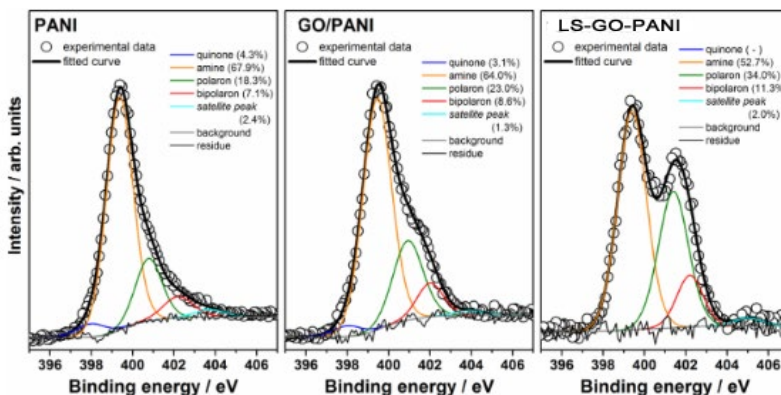 PANI
experimental data
fitted curve
quinone (4.3%)
amine (67.9%)
polaron (18.3%)
bipolaron (7.1%)
satellite peak
(2.4%)
background
residue
Intensity / arb. units
396 398 400 402 404 406
Binding energy / eV
GO/PANI
experimental data
fitted curve
quinone (3.1%)
amine (64.0%)
polaron (23.0%)
bipolaron (8.6%)
satellite peak
(1.3%)
background
residue
396 398 400 402 404 406
Binding energy / eV
LS-GO-PANI
experimental data
fitted curve
quinone ( - )
amine (52.7%)
polaron (34.0%)
bipolaron (11.3%)
satellite peak
(2.0%)
background
residue
396 398 400 402 404 406
Binding energy / eV